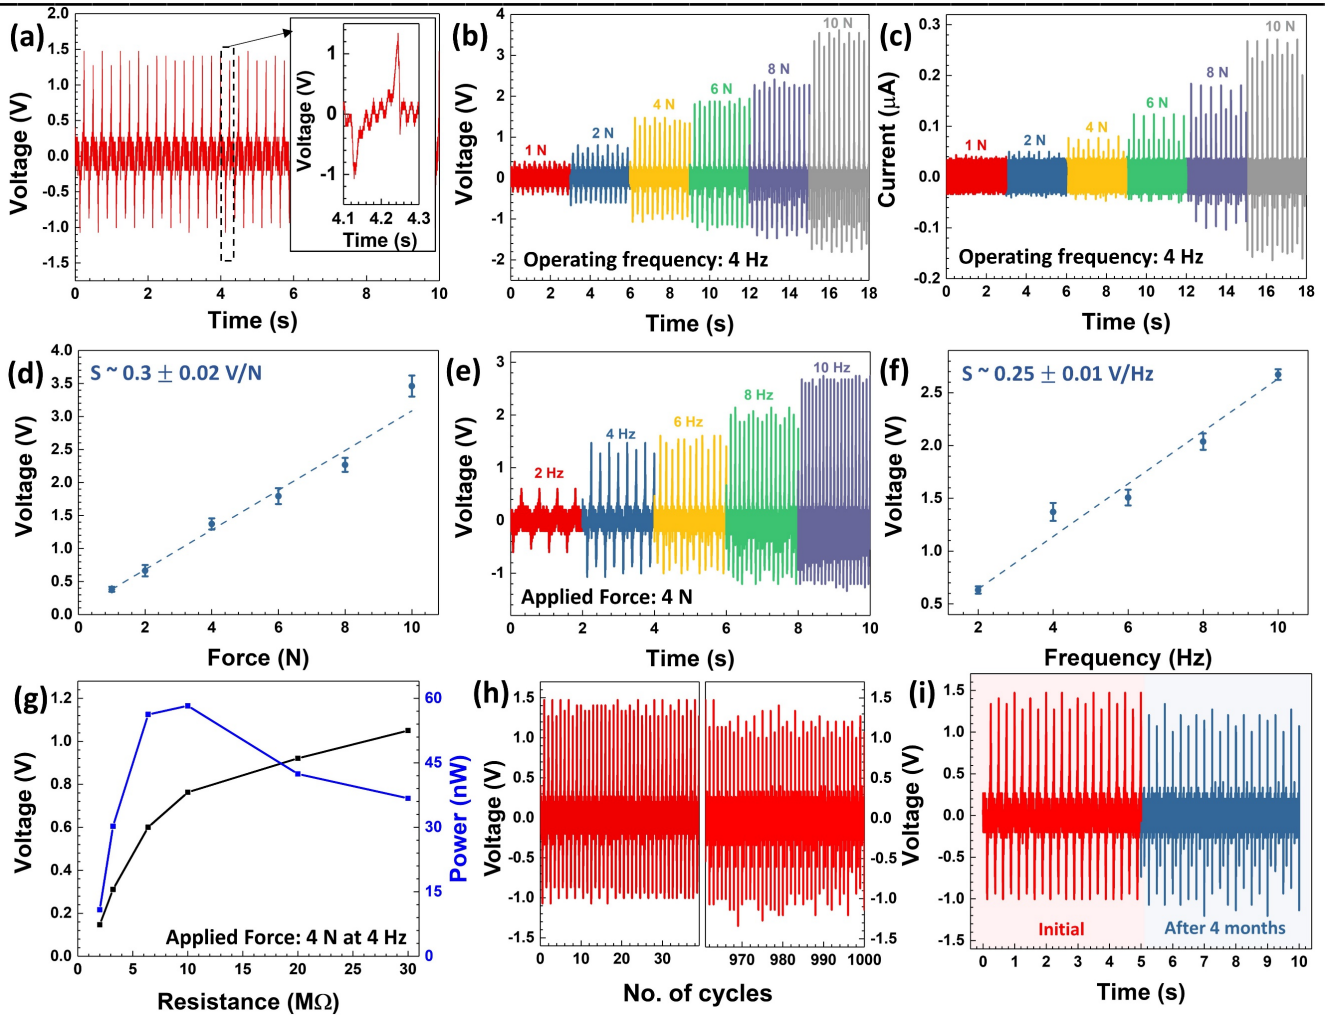 (a)
2.0
1.5
1.0
0.5
0.0
-0.5
-1.0
-1.5
Voltage (V)
0 2 4 6 8 10
Time (s)
1
0
-1
Voltage (V)
4.1 4.2 4.3
Time (s)
(b)
4
3
2
1
0
-1
-2
Voltage (V)
1 N
2 N
4 N
6 N
8 N
10 N
Operating frequency: 4 Hz
0 2 4 6 8 10 12 14 16 18
Time (s)
(c)
0.3
0.2
0.1
0.0
-0.1
-0.2
Current (μA)
1 N
2 N
4 N
6 N
8 N
10 N
Operating frequency: 4 Hz
0 2 4 6 8 10 12 14 16 18
Time (s)
(d)
S ~ 0.3 ± 0.02 V/N
4.0
3.5
3.0
2.5
2.0
1.5
1.0
0.5
0.0
Voltage (V)
0 2 4 6 8 10
Force (N)
(e)
3
2
1
0
-1
Voltage (V)
2 Hz
4 Hz
6 Hz
8 Hz
10 Hz
Applied Force: 4 N
0 2 4 6 8 10
Time (s)
(f)
S ~ 0.25 ± 0.01 V/Hz
2.5
2.0
1.5
1.0
0.5
Voltage (V)
2 4 6 8 10
Frequency (Hz)
(g)
1.2
1.0
0.8
0.6
0.4
0.2
0.0
Voltage (V)
60
45
30
15
0
Power (nW)
Applied Force: 4 N at 4 Hz
0 5 10 15 20 25 30
Resistance (MΩ)
(h)
1.5
1.0
0.5
0.0
-0.5
-1.0
-1.5
Voltage (V)
1.5
1.0
0.5
0.0
-0.5
-1.0
-1.5
Voltage (V)
0 10 20 30 970 980 990 1000
No. of cycles
(i)
1.5
1.0
0.5
0.0
-0.5
-1.0
-1.5
Initial
After 4 months
0 1 2 3 4 5 6 7 8 9 10
Time (s)